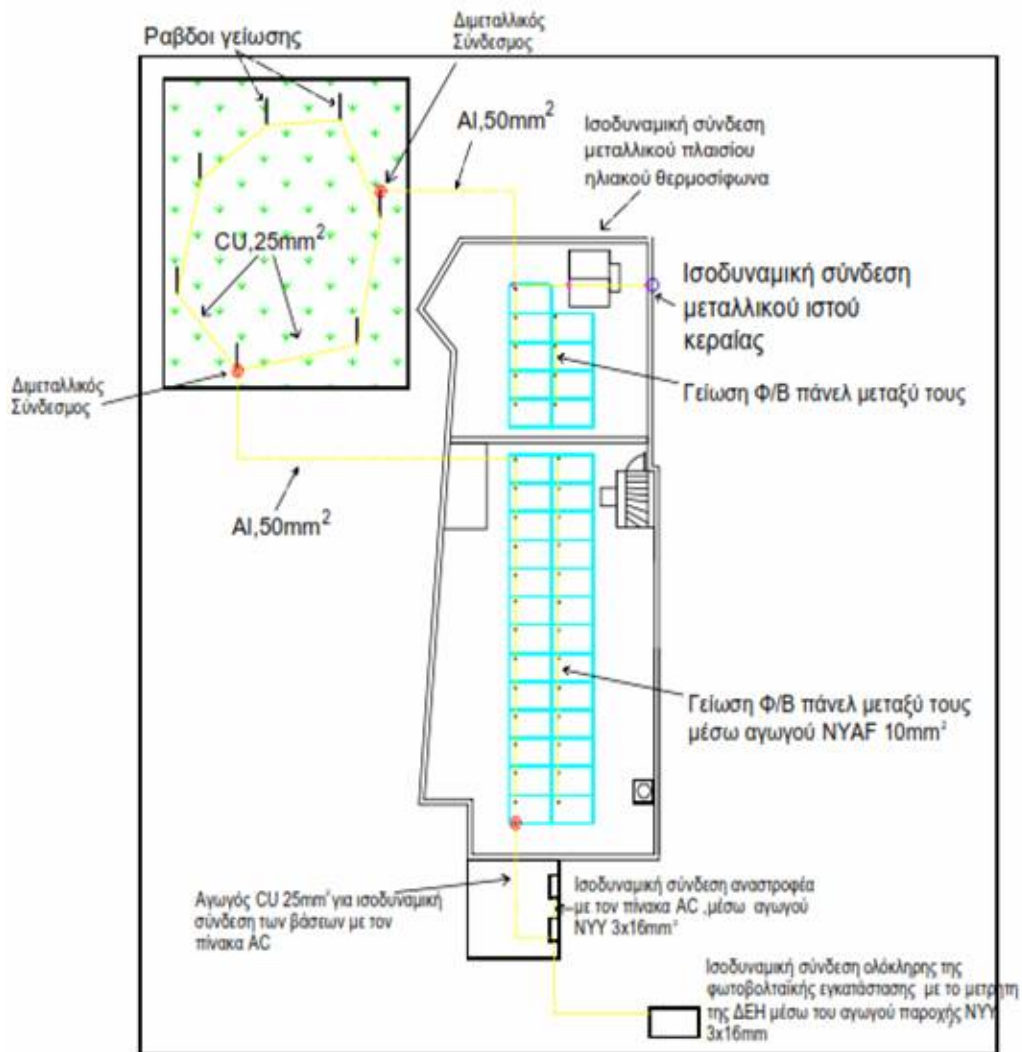 Ραβδοι γείωσης
Διμεταλλικός
Σύνδεσμος
Al,50mm²
Ισοδυναμική σύνδεση
μεταλλικού πλαισίου
ηλιακού θερμοσίφωνα
CU,25mm²
Ισοδυναμική σύνδεση
μεταλλικού ιστού
κεραίας
Διμεταλλικός
Σύνδεσμος
Γείωση Φ/Β πάνελ μεταξύ τους
Al,50mm²
Γείωση Φ/Β πάνελ μεταξύ τους
μέσω αγωγού NYAF 10mm²
Αγωγός CU 25mm² για ισοδυναμική
σύνδεση των βάσεων με τον
πίνακα AC
Ισοδυναμική σύνδεση αναστροφέα
με τον πίνακα AC ,μέσω αγωγού
NYY 3x16mm²
Ισοδυναμική σύνδεση ολόκληρης της
φωτοβολταϊκής εγκατάστασης με το μετρητη
της ΔΕΗ μέσω του αγωγού παροχής NYY
3x16mm